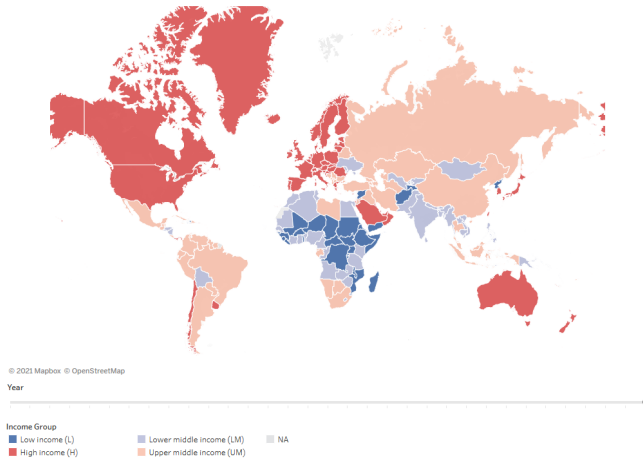 © 2021 Mapbox © OpenStreetMap
Year
Income Group
Low income (L)
Lower middle income (LM)
NA
High income (H)
Upper middle income (UM)